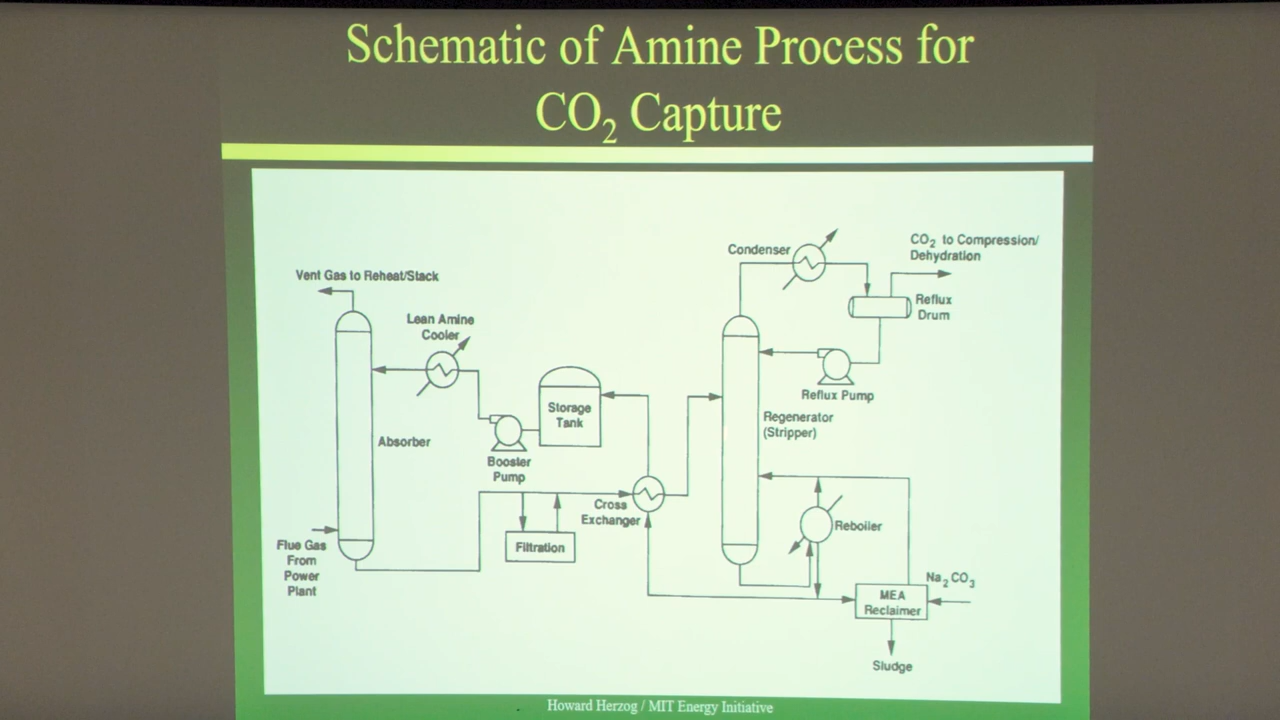 Schematic of Amine Process for
CO₂ Capture
Vent Gas to Reheat/Stack
Lean Amine
Cooler
Absorber
Flue Gas
From
Power
Plant
Booster
Pump
Storage
Tank
Filtration
Cross
Exchanger
Condenser
CO₂ to Compression/
Dehydration
Reflux
Drum
Reflux Pump
Regenerator
(Stripper)
Reboiler
Na₂CO₃
MEA
Reclaimer
Sludge
Howard Herzog / MIT Energy Initiative